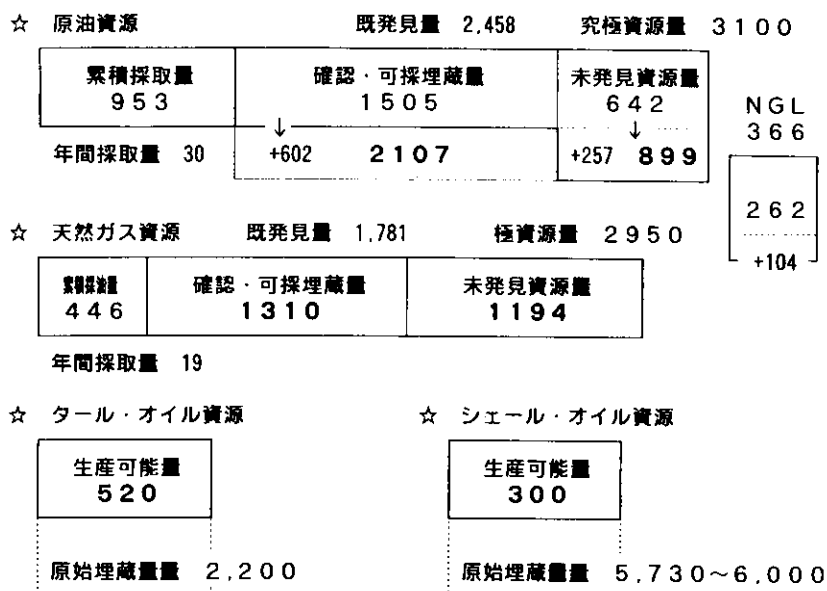 ☆ 原油資源 既発見量 2,458 究極資源量 3100
累積採取量 確認・可採埋蔵量 未発見資源量
953 1505 642
NGL
366
↓ ↓
年間採取量 30 +602 2107 +257 899
262
+104
☆ 天然ガス資源 既発見量 1,781 極資源量 2950
確認・可採埋蔵量 未発見資源量
446 1310 1194
年間採取量 19
☆ タール・オイル資源 ☆ シェール・オイル資源
生産可能量 生産可能量
520 300
原始埋蔵量量 2,200 原始埋蔵量量 5,730～6,000